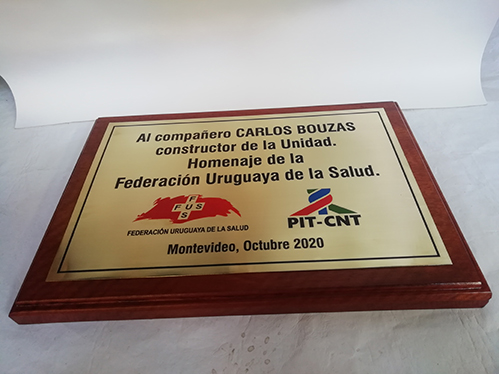 Al compañero CARLOS BOUZAS
constructor de la Unidad.
Homenaje de la
Federación Uruguaya de la Salud.
F
FUS
S
FEDERACIÓN URUGUAYA DE LA SALUD
PIT-CNT
Montevideo, Octubre 2020